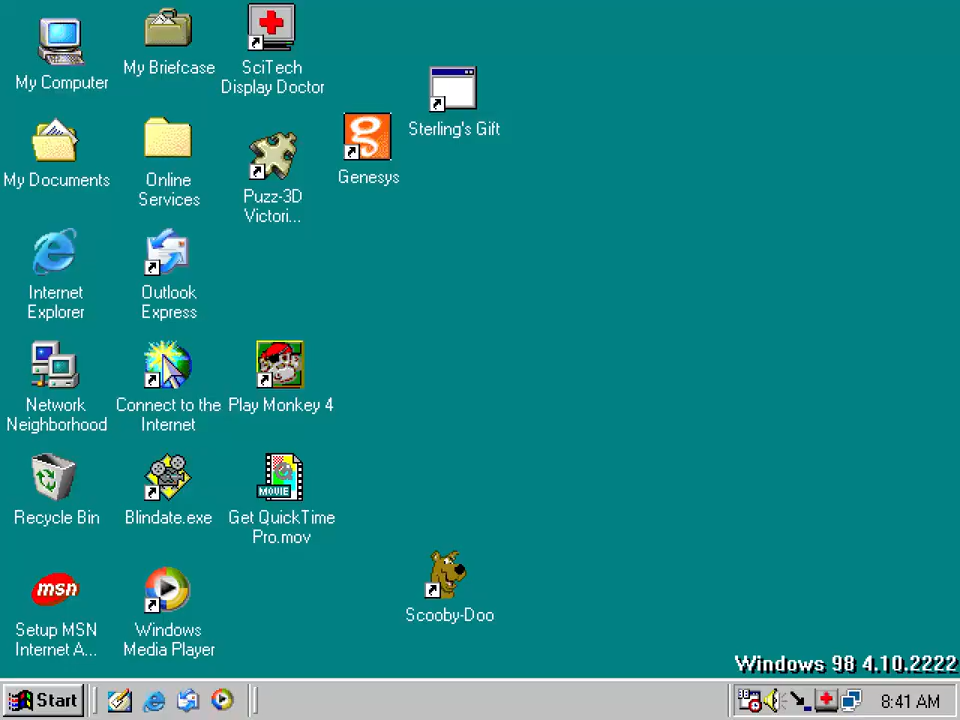 My Computer
My Briefcase
SciTech
Display Doctor
Sterling's Gift
Genesys
My Documents
Online
Services
Puzz-3D
Victori...
Internet
Explorer
Outlook
Express
Network
Neighborhood
Connect to the
Internet
Play Monkey 4
Recycle Bin
Blindate.exe
MOVIE
Get QuickTime
Pro.mov
msn
Setup MSN
Internet A...
Windows
Media Player
Scooby-Doo
Windows 98 4.10.2222
Start
8:41 AM